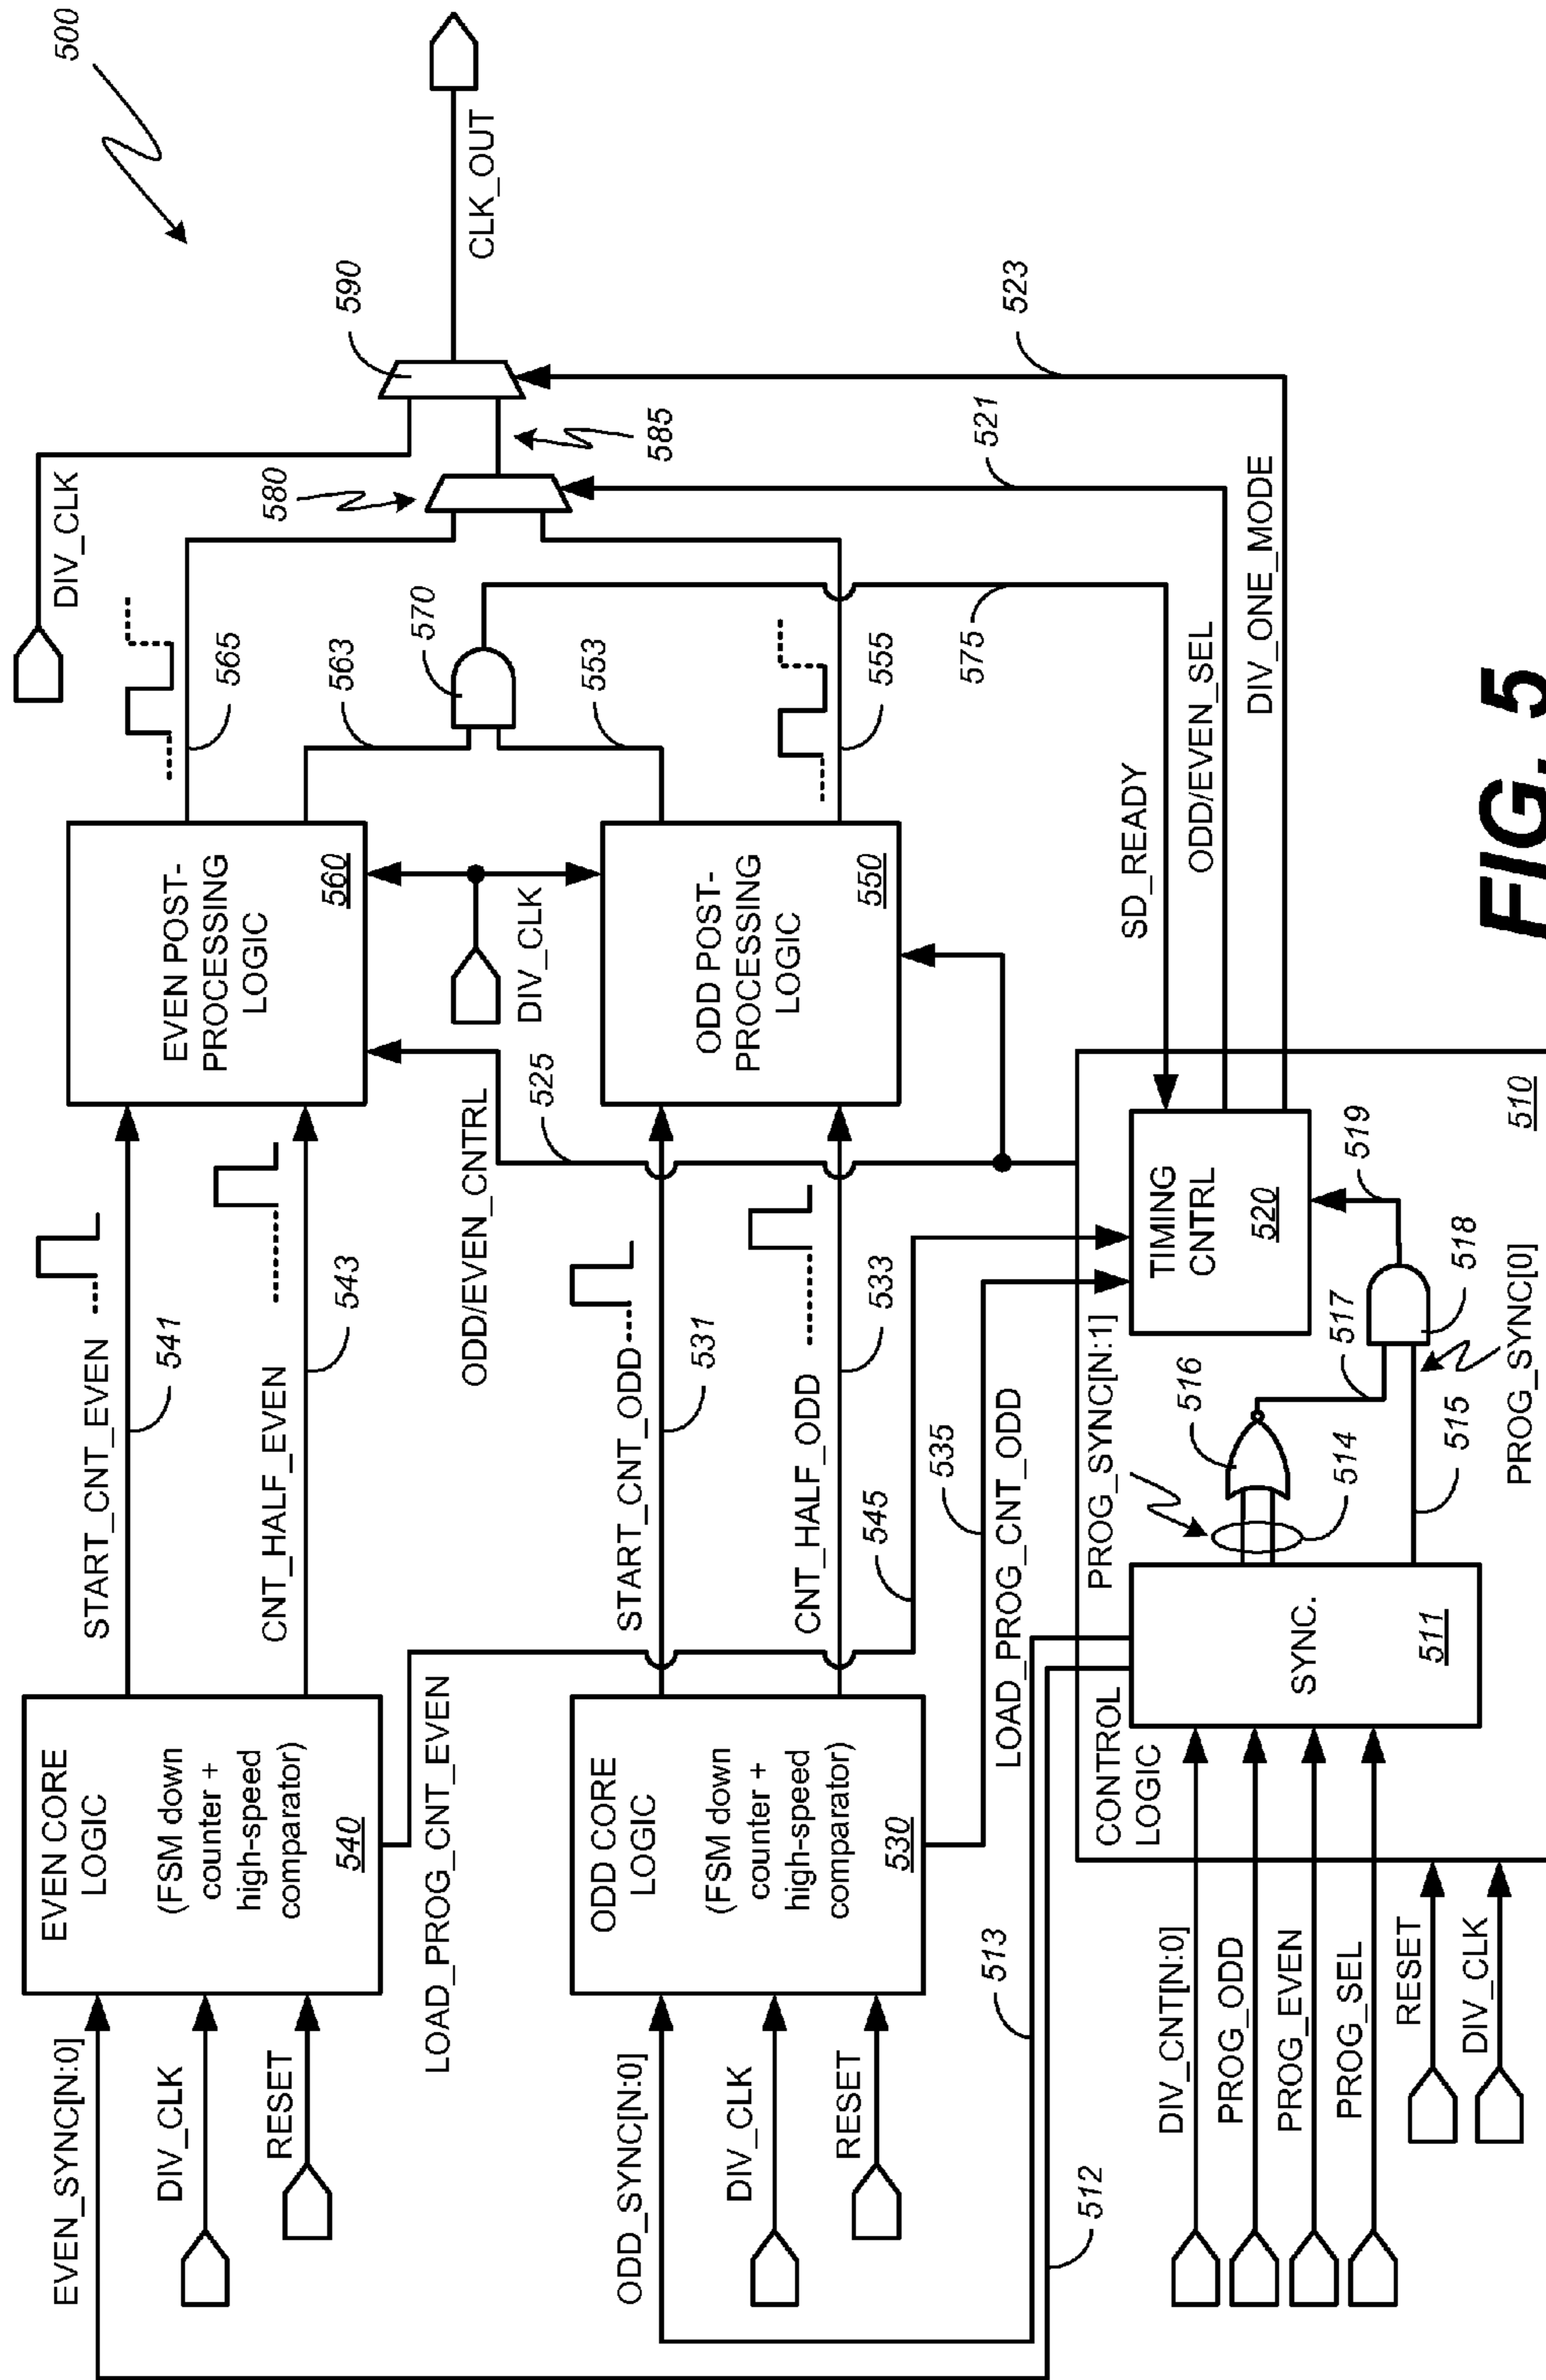 500
EVEN_SYNC[N:0]
DIV_CLK
RESET
EVEN CORE
LOGIC
(FSM down
counter +
high-speed
comparator)
540
START_CNT_EVEN
541
CNT_HALF_EVEN
543
LOAD_PROG_CNT_EVEN
EVEN POST-
PROCESSING
LOGIC
560
565
563
DIV_CLK
580
590
585
CLK_OUT
570
553
555
575
DIV_CLK
ODD/EVEN_CNTRL
525
ODD_SYNC[N:0]
DIV_CLK
RESET
ODD CORE
LOGIC
(FSM down
counter +
high-speed
comparator)
530
START_CNT_ODD
531
CNT_HALF_ODD
533
ODD POST-
PROCESSING
LOGIC
550
513
512
545
535
LOAD_PROG_CNT_ODD
SD_READY
ODD/EVEN_SEL
521
DIV_ONE_MODE
523
CONTROL
LOGIC
510
DIV_CNT[N:0]
PROG_ODD
PROG_EVEN
PROG_SEL
RESET
DIV_CLK
SYNC.
511
PROG_SYNC[N:1]
514
516
517
515
PROG_SYNC[0]
518
519
TIMING
CNTRL
520
FIG. 5